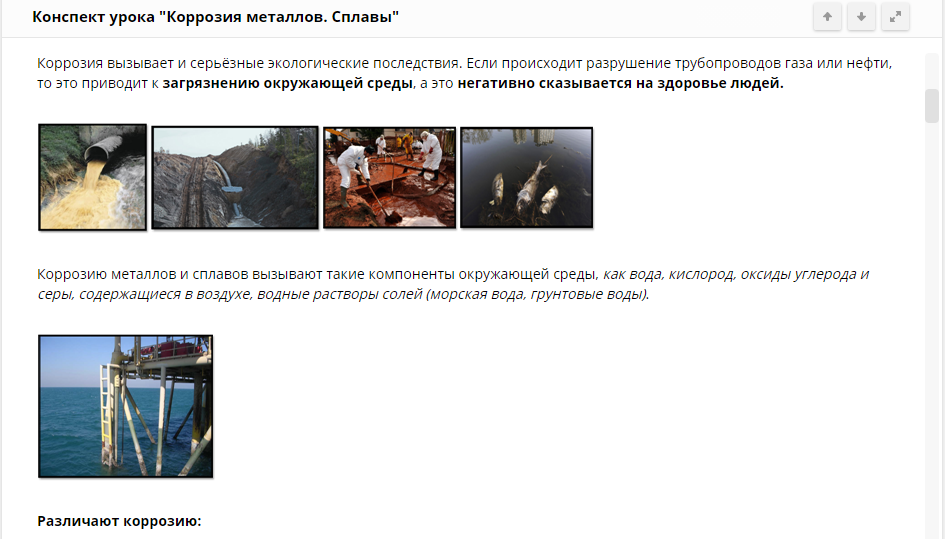 Конспект урока "Коррозия металлов. Сплавы"
Коррозия вызывает и серьёзные экологические последствия. Если происходит разрушение трубопроводов газа или нефти,
то это приводит к загрязнению окружающей среды, а это негативно сказывается на здоровье людей.
Коррозию металлов и сплавов вызывают такие компоненты окружающей среды, как вода, кислород, оксиды углерода и
серы, содержащиеся в воздухе, водные растворы солей (морская вода, грунтовые воды).
Различают коррозию: